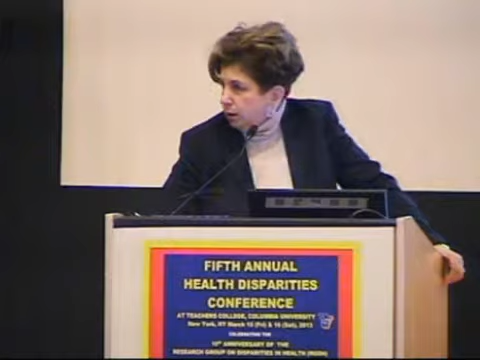 FIFTH ANNUAL
HEALTH DISPARITIES
CONFERENCE
AT TEACHERS COLLEGE, COLUMBIA UNIVERSITY
New York, NY March 15 (Fri) & 16 (Sat), 2013
CELEBRATING THE
10TH ANNIVERSARY OF THE
RESEARCH GROUP ON DISPARITIES IN HEALTH (RGDH)